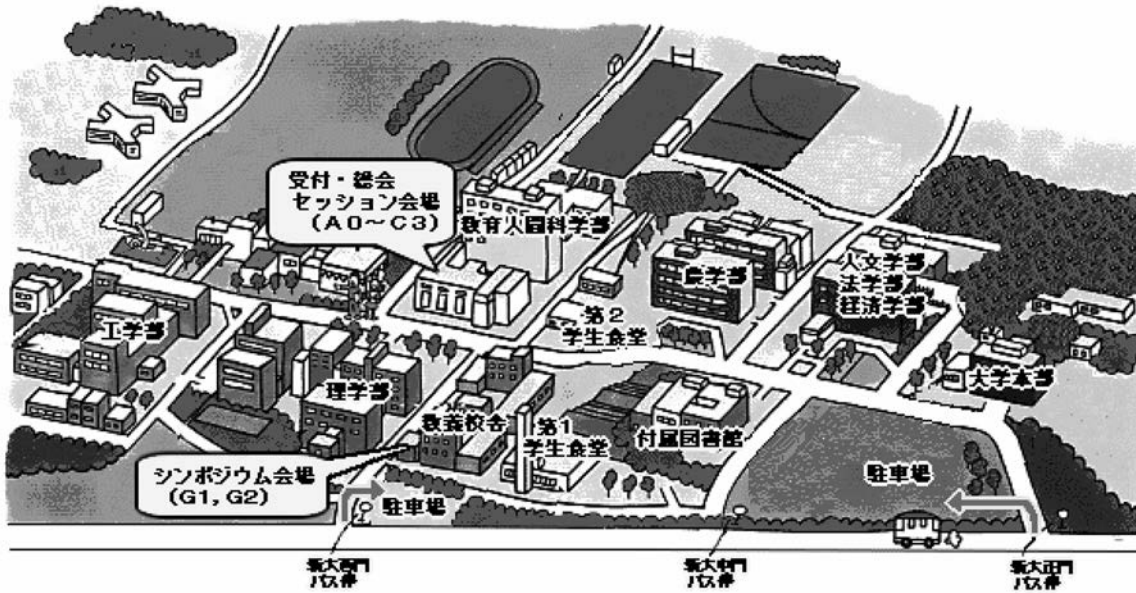 受付・総会
セッション会場
(A0～C3)
教育人間科学部
農学部
人文学部
法学部
経済学部
第2
学生食堂
工学部
大学本部
理学部
教養校舎
第1
学生食堂
付属図書館
シンポジウム会場
(G1, G2)
駐車場
駐車場
新大西門
バス停
新大中門
バス停
新大正門
バス停